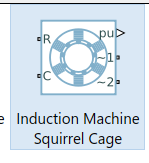 pu
R
~1
C
~2
e
Induction Machine
Squirrel Cage